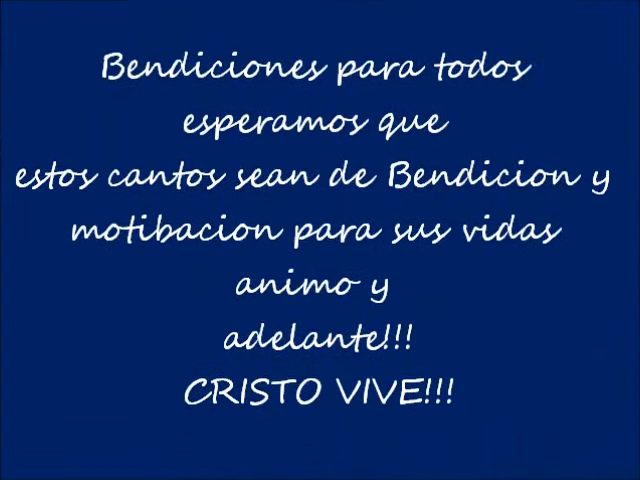 Bendiciones para todos
esperamos que
estos cantos sean de Bendicion y
motibacion para sus vidas
animo y
adelante!!!
CRISTO VIVE!!!